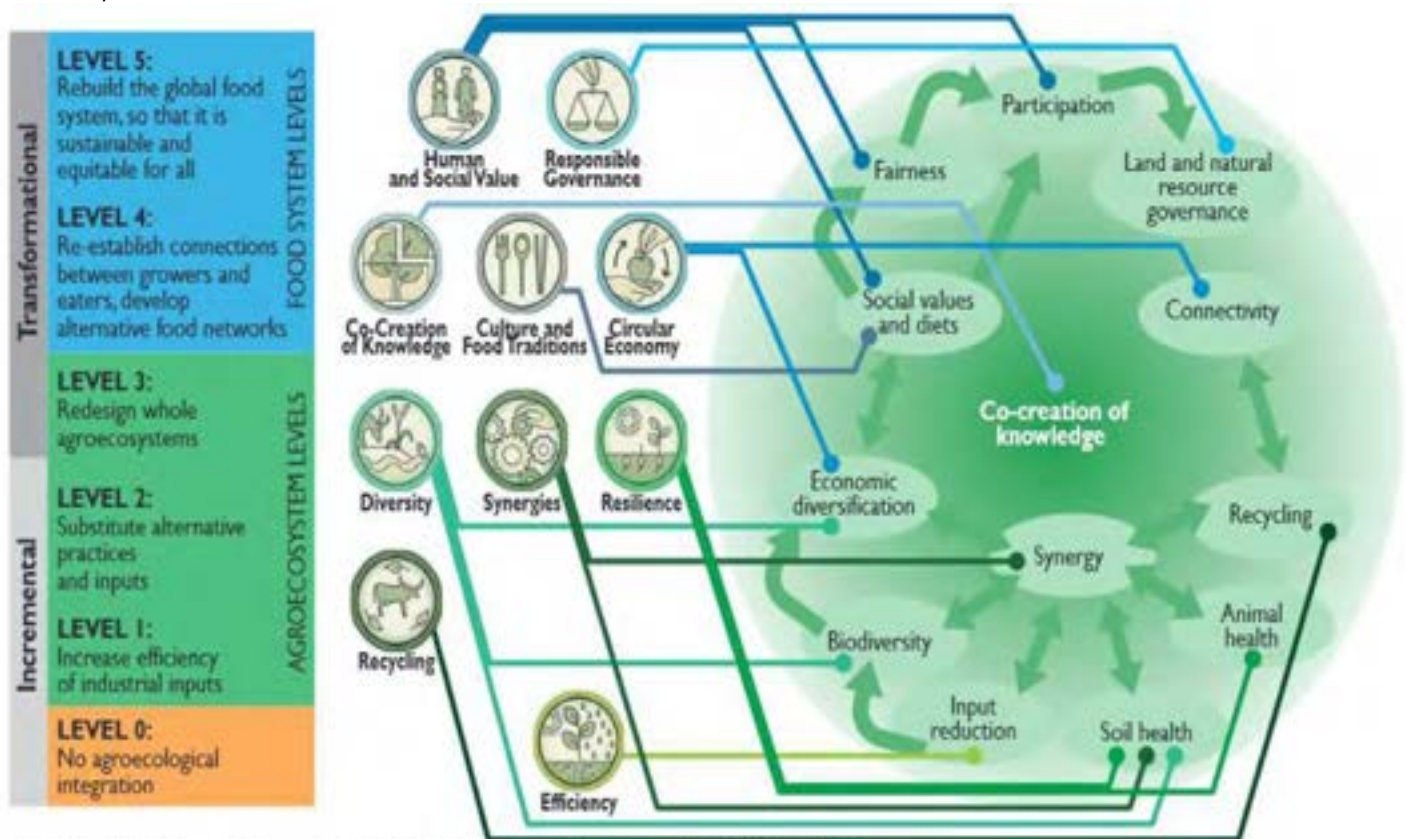 Transformational
Incremental
FOOD SYSTEM LEVELS
AGROECOSYSTEM LEVELS
LEVEL 5:
Rebuild the global food
system, so that it is
sustainable and
equitable for all
LEVEL 4:
Re-establish connections
between growers and
eaters, develop
alternative food networks
LEVEL 3:
Redesign whole
agroecosystems
LEVEL 2:
Substitute alternative
practices
and inputs
LEVEL 1:
Increase efficiency
of industrial inputs
LEVEL 0:
No agroecological
integration
Human
and Social Value
Responsible
Governance
Co-Creation
of Knowledge
Culture and
Food Traditions
Circular
Economy
Diversity
Synergies
Resilience
Recycling
Efficiency
Participation
Fairness
Land and natural
resource
governance
Social values
and diets
Connectivity
Co-creation of
knowledge
Economic
diversification
Recycling
Synergy
Animal
health
Biodiversity
Input
reduction
Soil health